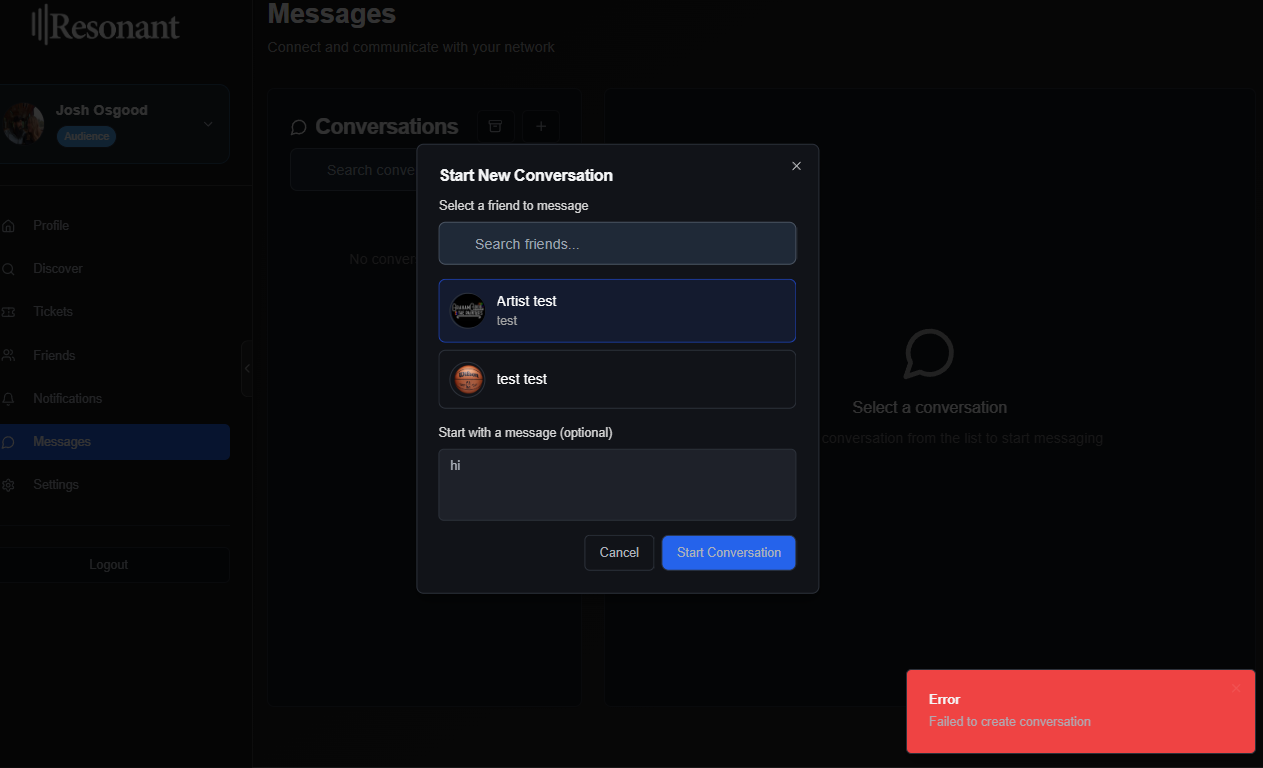 Resonant
Messages
Connect and communicate with your network
Josh Osgood
Audience
Profile
Discover
Tickets
Friends
Notifications
Messages
Settings
Logout
Conversations
Search conve
No conver
Start New Conversation
Select a friend to message
Search friends...
Artist test
test
test test
Start with a message (optional)
hi
Cancel
Start Conversation
Select a conversation
conversation from the list to start messaging
Error
Failed to create conversation